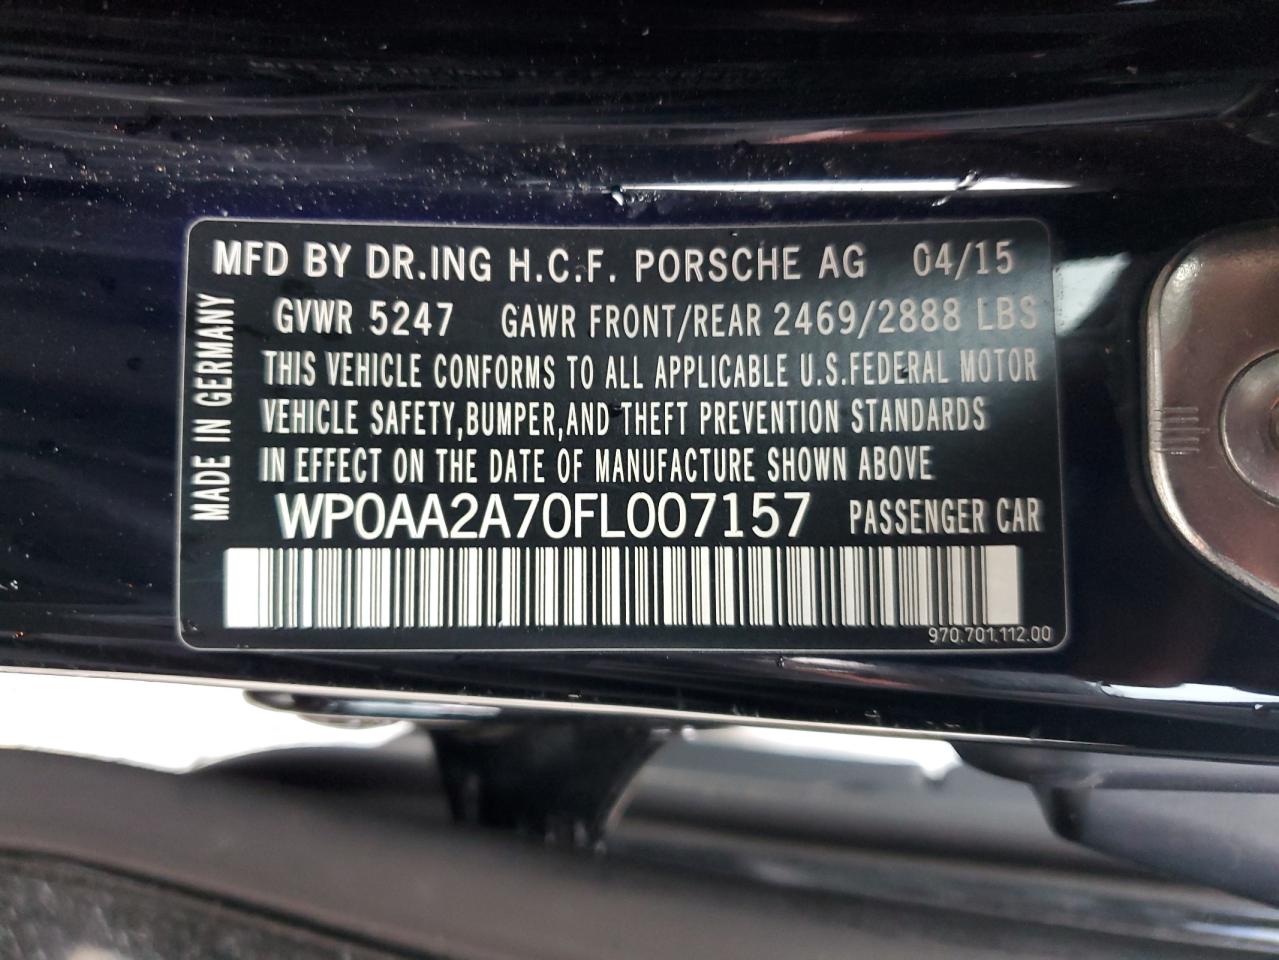 MFD BY DR.ING H.C.F. PORSCHE AG 04/15
GVWR 5247 GAWR FRONT/REAR 2469/2888 LBS
THIS VEHICLE CONFORMS TO ALL APPLICABLE U.S.FEDERAL MOTOR
VEHICLE SAFETY,BUMPER,AND THEFT PREVENTION STANDARDS
IN EFFECT ON THE DATE OF MANUFACTURE SHOWN ABOVE
WP0AA2A70FL007157 PASSENGER CAR
970.701.112.00
MADE IN GERMANY